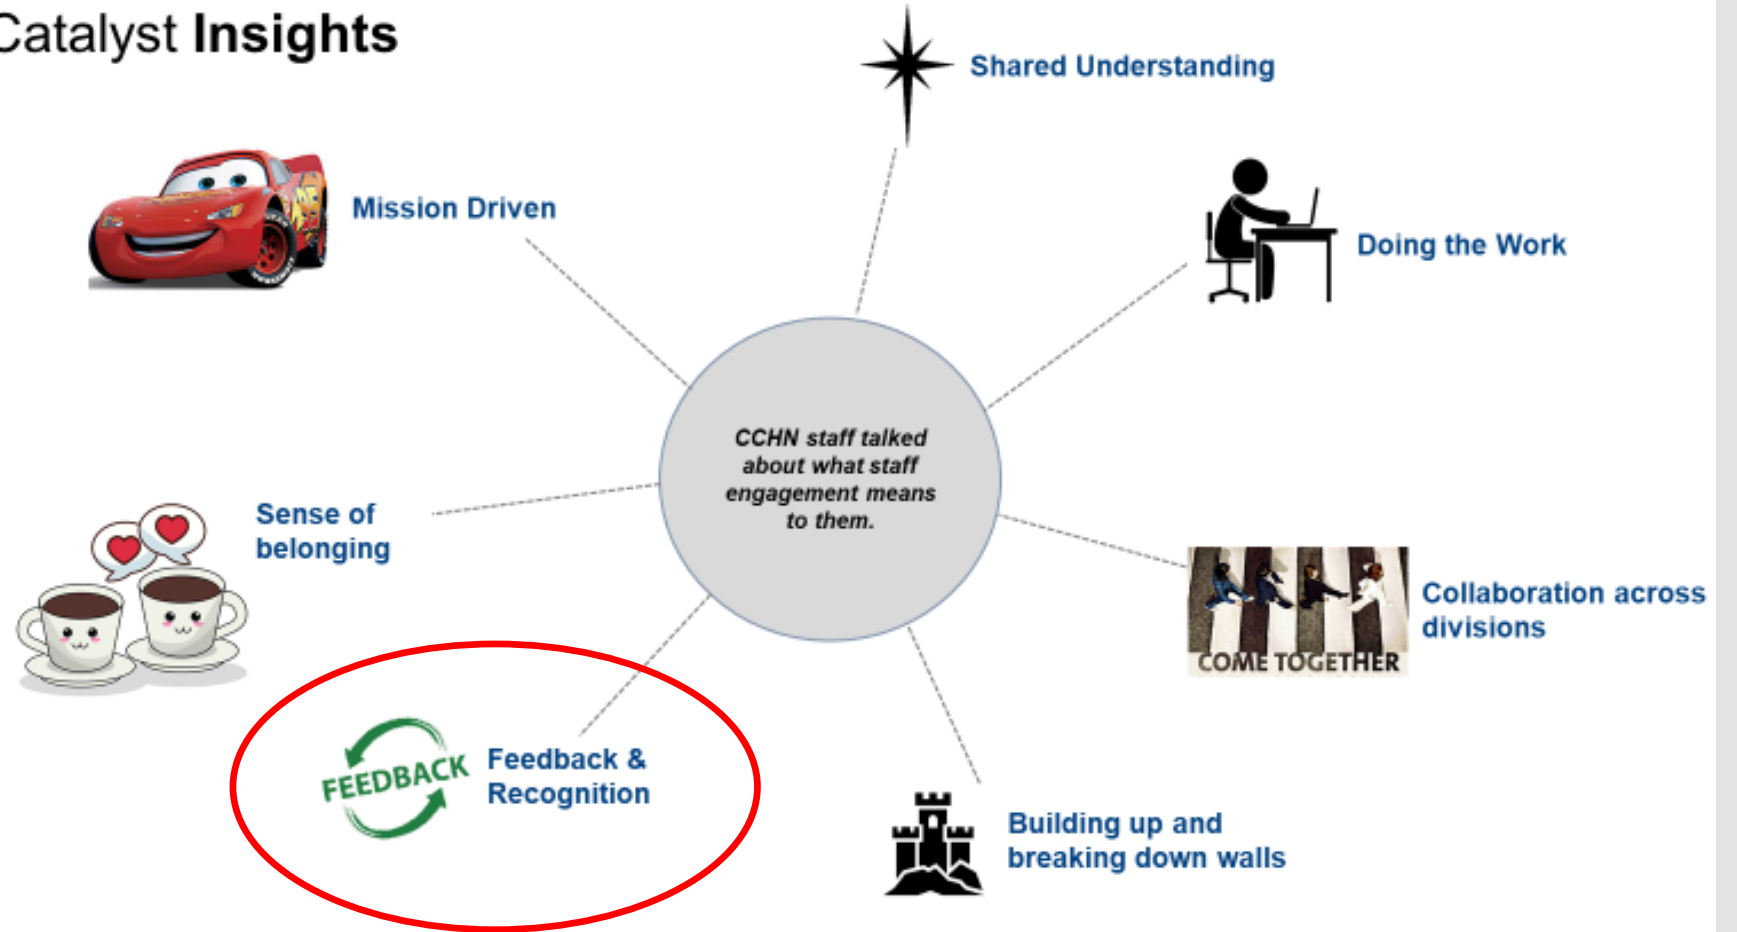 Catalyst Insights
Shared Understanding
Mission Driven
Doing the Work
CCHN staff talked
about what staff
engagement means
to them.
Sense of
belonging
COME TOGETHER
Collaboration across
divisions
FEEDBACK
Feedback &
Recognition
Building up and
breaking down walls